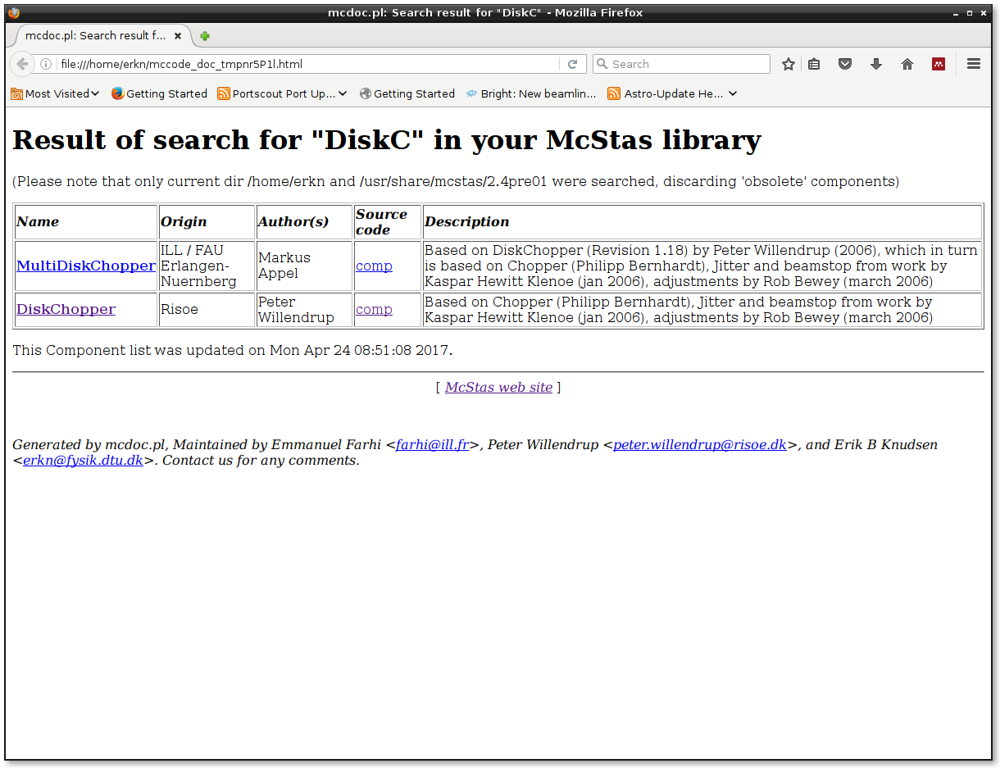 mcdoc.pl: Search result for "DiskC" - Mozilla Firefox
mcdoc.pl: Search result f...
file:///home/erkn/mccode_doc_tmpnr5P1l.html
Search
Most Visited
Getting Started
Portscout Port Up...
Getting Started
Bright: New beamlin...
Astro-Update He...
Result of search for "DiskC" in your McStas library
(Please note that only current dir /home/erkn and /usr/share/mcstas/2.4pre01 were searched, discarding 'obsolete' components)
Name
Origin
Author(s)
Source
code
Description
MultiDiskChopper
ILL / FAU
Erlangen-
Nuernberg
Markus
Appel
comp
Based on DiskChopper (Revision 1.18) by Peter Willendrup (2006), which in turn
is based on Chopper (Philipp Bernhardt), Jitter and beamstop from work by
Kaspar Hewitt Klenoe (jan 2006), adjustments by Rob Bewey (march 2006)
DiskChopper
Risoe
Peter
Willendrup
comp
Based on Chopper (Philipp Bernhardt), Jitter and beamstop from work by
Kaspar Hewitt Klenoe (jan 2006), adjustments by Rob Bewey (march 2006)
This Component list was updated on Mon Apr 24 08:51:08 2017.
[ McStas web site ]
Generated by mcdoc.pl, Maintained by Emmanuel Farhi <farhi@ill.fr>, Peter Willendrup <peter.willendrup@risoe.dk>, and Erik B Knudsen
<erkn@fysik.dtu.dk>. Contact us for any comments.